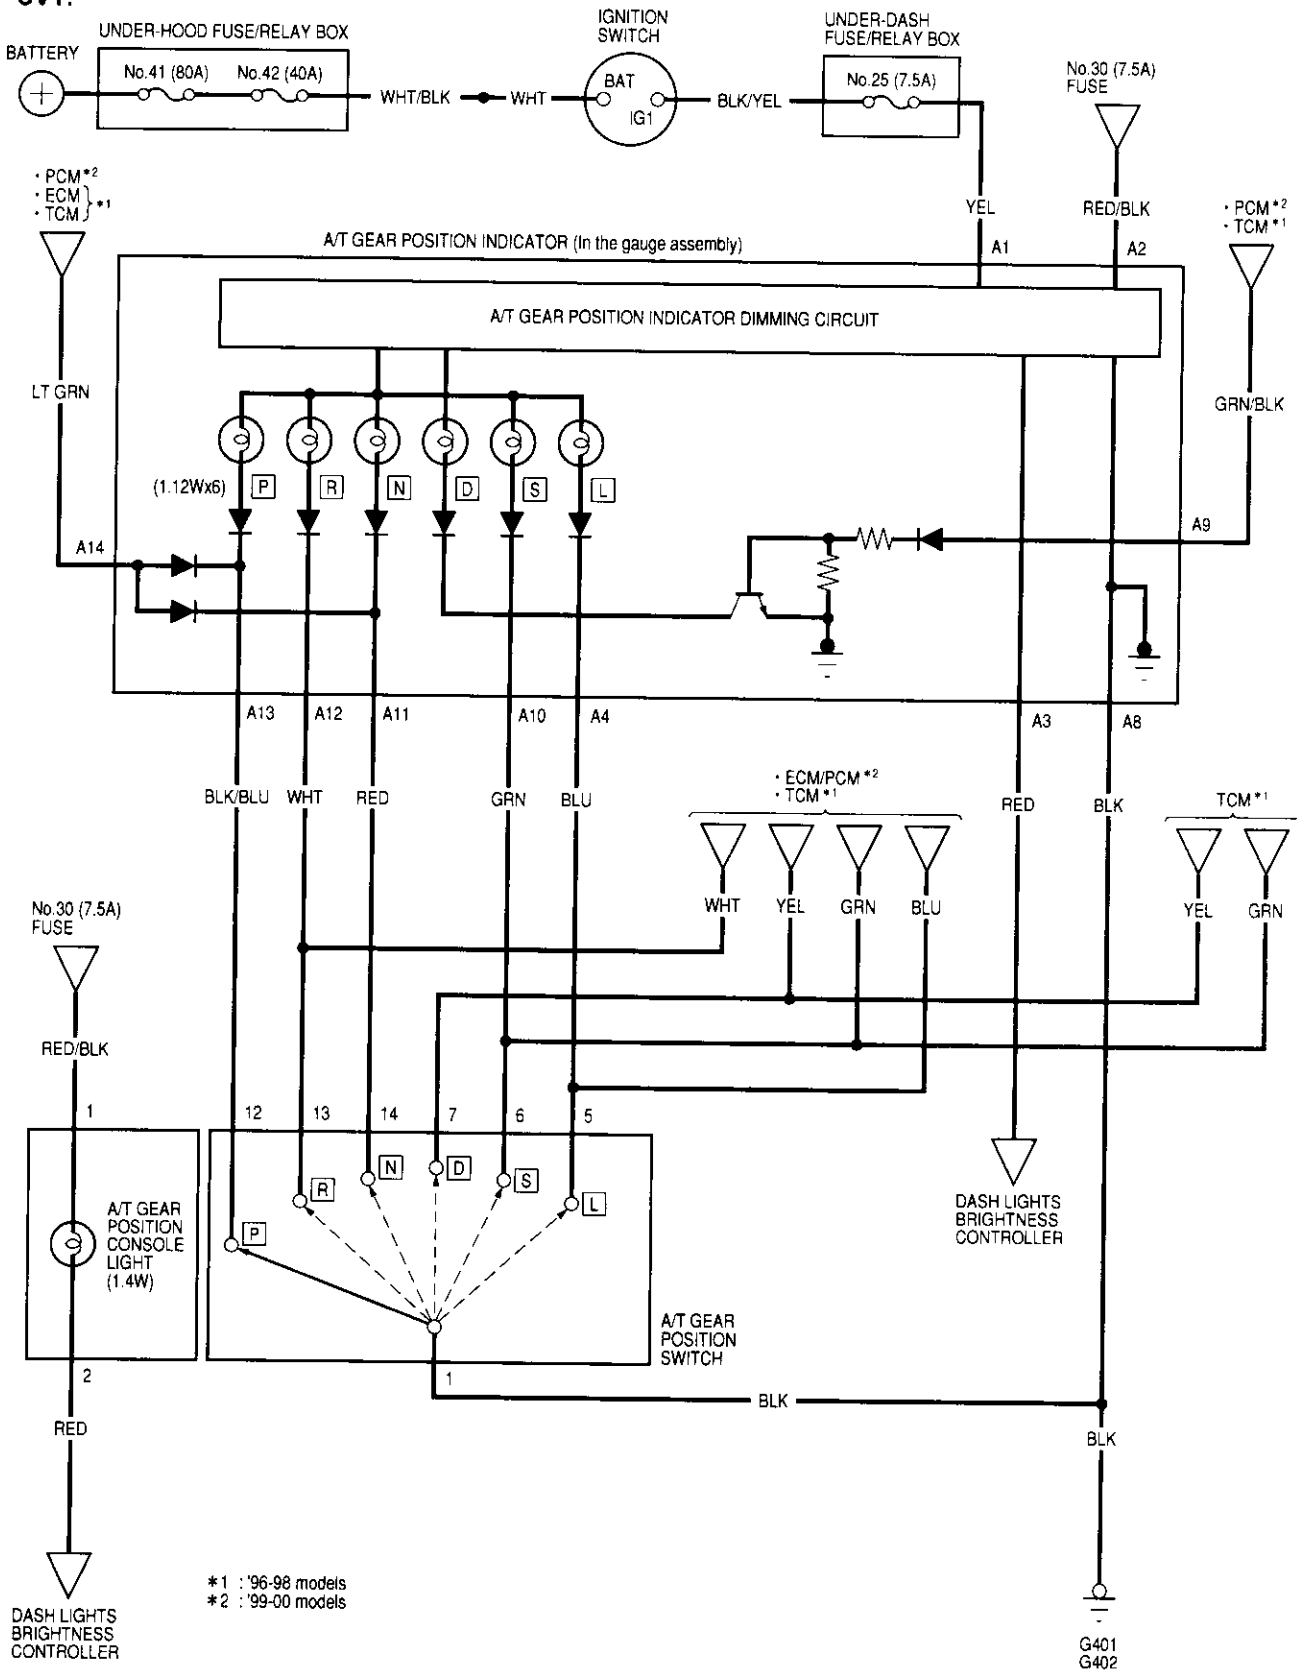 UNDER-HOOD FUSE/RELAY BOX
IGNITION
SWITCH
UNDER-DASH
FUSE/RELAY BOX
BATTERY
No.41 (80A)
No.42 (40A)
WHT/BLK
WHT
BAT
IG1
BLK/YEL
No.25 (7.5A)
No.30 (7.5A)
FUSE
· PCM*2
· ECM
· TCM
}*1
YEL
RED/BLK
· PCM*2
· TCM*1
A/T GEAR POSITION INDICATOR (In the gauge assembly)
A1
A2
A/T GEAR POSITION INDICATOR DIMMING CIRCUIT
LT GRN
GRN/BLK
(1.12Wx6)
P
R
N
D
S
L
A14
A9
A13
A12
A11
A10
A4
A3
A8
BLK/BLU
WHT
RED
GRN
BLU
· ECM/PCM*2
· TCM*1
RED
BLK
TCM*1
No.30 (7.5A)
FUSE
WHT
YEL
GRN
BLU
YEL
GRN
RED/BLK
1
12
13
14
7
6
5
P
R
N
D
S
L
A/T GEAR
POSITION
CONSOLE
LIGHT
(1.4W)
DASH LIGHTS
BRIGHTNESS
CONTROLLER
A/T GEAR
POSITION
SWITCH
2
1
BLK
RED
BLK
*1 : '96-98 models
*2 : '99-00 models
DASH LIGHTS
BRIGHTNESS
CONTROLLER
G401
G402